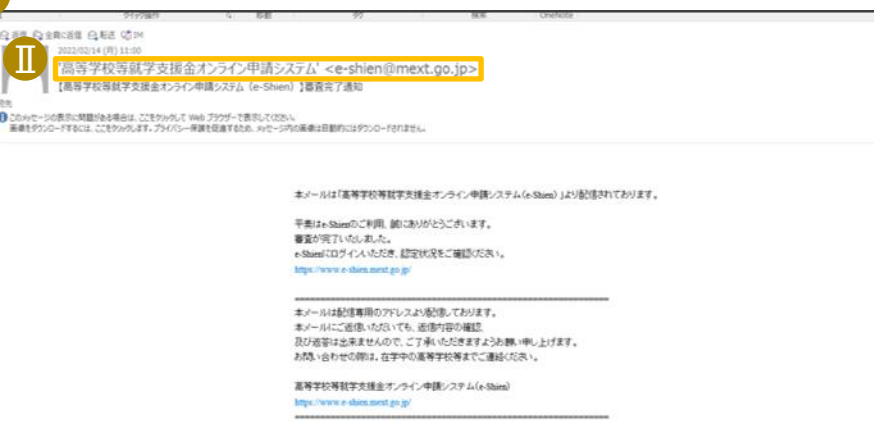 クイック操作 移動 タグ 検索 OneNote
返信 全員に返信 転送 IM
2022/02/14 (月) 11:00
Ⅱ
'高等学校等就学支援金オンライン申請システム' <e-shien@mext.go.jp>
【高等学校等就学支援金オンライン申請システム（e-Shien）】審査完了通知
宛先
このメッセージの表示に問題がある場合は、ここをクリックして Web ブラウザーで表示してください。
画像をダウンロードするには、ここをクリックします。プライバシー保護を促進するため、メッセージ内の画像は自動的にはダウンロードされません。
本メールは「高等学校等就学支援金オンライン申請システム(e-Shien)」より配信されております。
平素はe-Shienのご利用、誠にありがとうございます。
審査が完了いたしました。
e-Shienにログインいただき、認定状況をご確認ください。
https://www.e-shien.mext.go.jp/
本メールは配信専用のアドレスより配信しております。
本メールにご返信いただいても、返信内容の確認、
及び返答は出来ませんので、ご了承いただきますようお願い申し上げます。
お問い合わせの際は、在学中の高等学校等までご連絡ください。
高等学校等就学支援金オンライン申請システム(e-Shien)
https://www.e-shien.mext.go.jp/